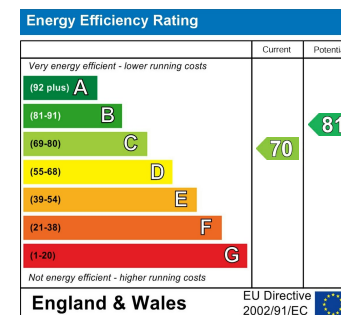 Energy Efficiency Rating
Current
Very energy efficient - lower running costs
(92 plus) A
(81-91) B
81
(69-80) C
70
(55-68) D
(39-54) E
(21-38) F
(1-20) G
Not energy efficient - higher running costs
England & Wales
EU Directive
2002/91/EC